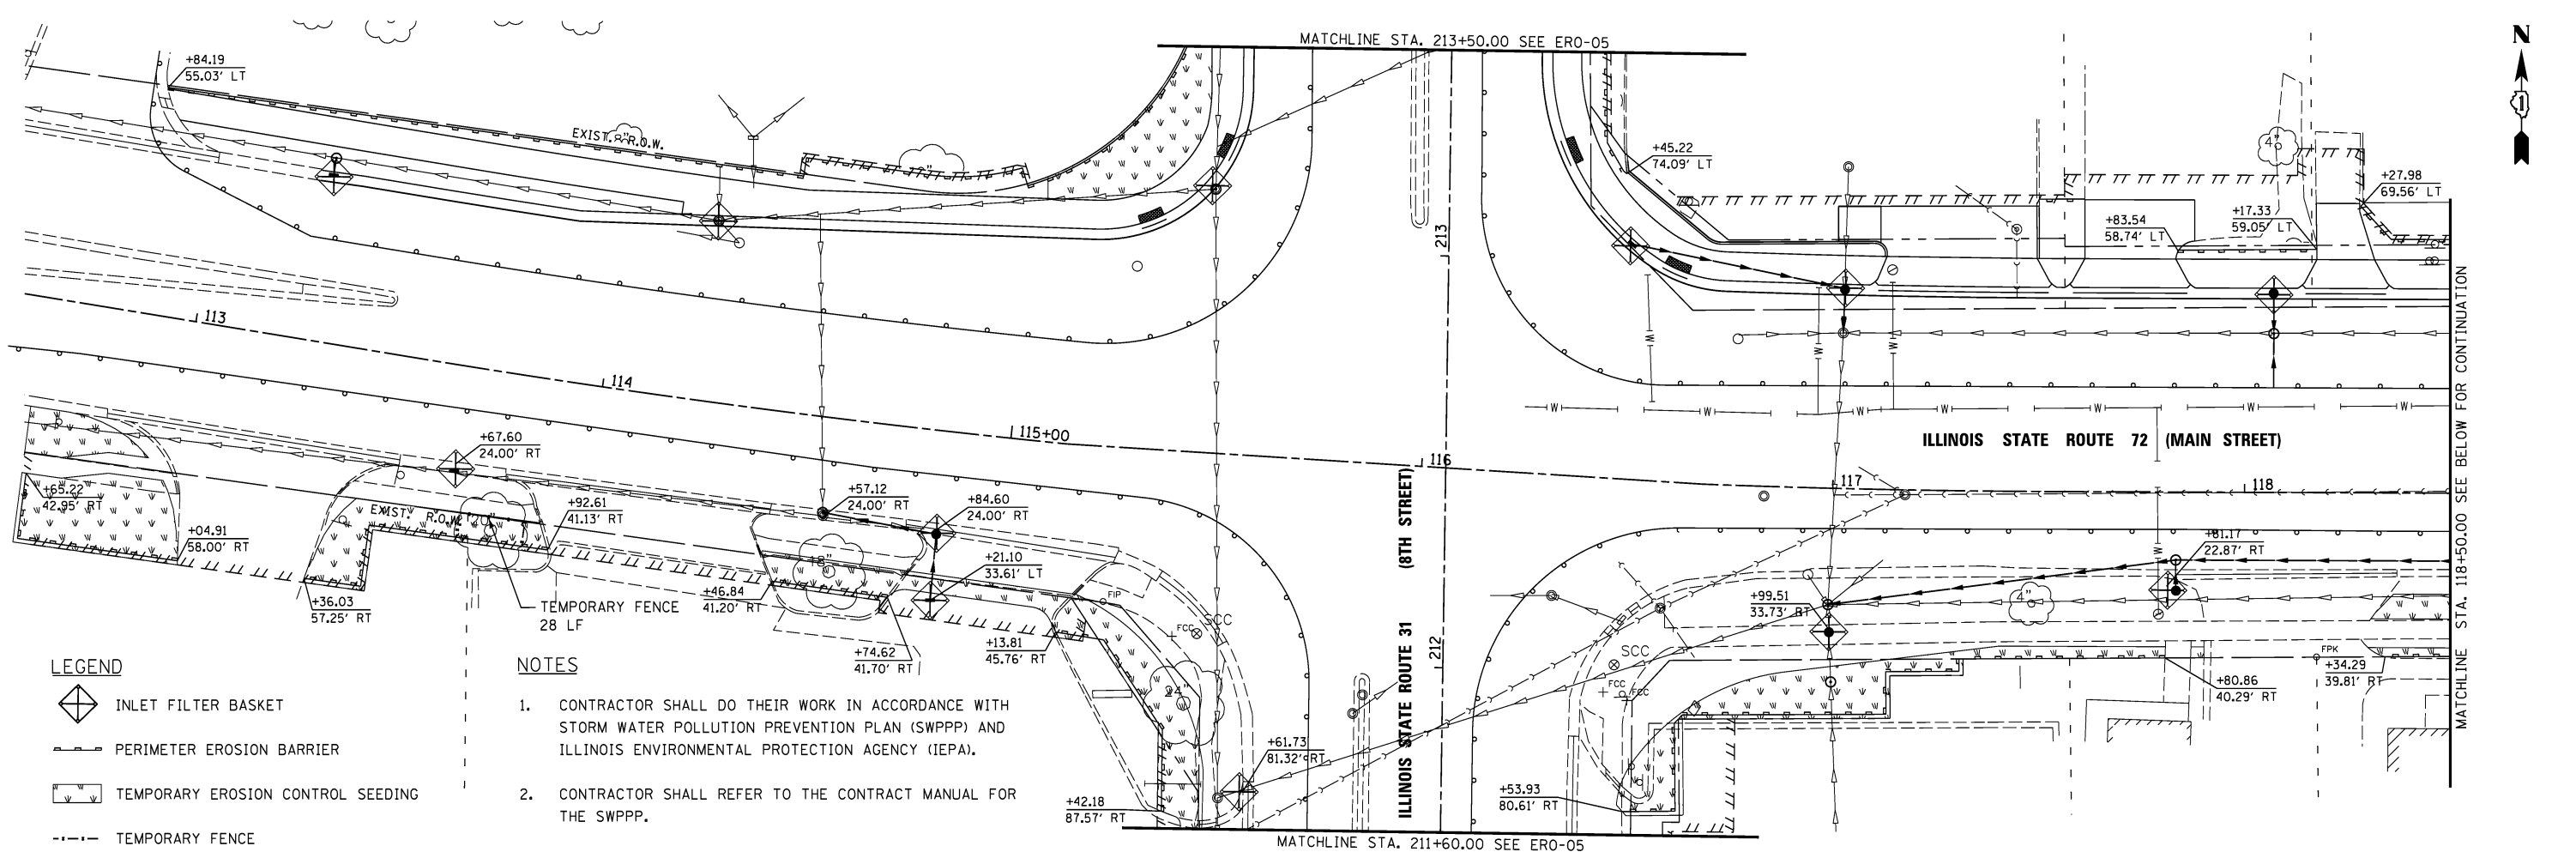 MATCHLINE STA. 213+50.00 SEE ERO-05
N
1
+84.19
55.03' LT
EXIST. R.O.W.
8"
213
+45.22
74.09' LT
4"
+27.98
69.56' LT
+17.33
59.05' LT
+83.54
58.74' LT
113
114
115+00
116
117
118
W
W
W
W
W
W
W
W
W
W
W
W
ILLINOIS STATE ROUTE 72 (MAIN STREET)
MATCHLINE STA. 118+50.00 SEE BELOW FOR CONTINUATION
ILLINOIS STATE ROUTE 31 (8TH STREET)
212
+67.60
24.00' RT
+65.22
42.95' RT
+04.91
58.00' RT
EXIST. R.O.W.
20"
+92.61
41.13' RT
+57.12
24.00' RT
+84.60
24.00' RT
+21.10
33.61' LT
+36.03
57.25' RT
TEMPORARY FENCE
28 LF
+46.84
41.20' RT
+74.62
41.70' RT
+13.81
45.76' RT
FIP
FCC
SCC
24"
+61.73
81.32' RT
+42.18
87.57' RT
+81.17
22.87' RT
+99.51
33.73' RT
4"
SCC
FCC
FCC
FPK
+34.29
39.81' RT
+80.86
40.29' RT
+53.93
80.61' RT
LEGEND
INLET FILTER BASKET
PERIMETER EROSION BARRIER
TEMPORARY EROSION CONTROL SEEDING
TEMPORARY FENCE
NOTES
1. CONTRACTOR SHALL DO THEIR WORK IN ACCORDANCE WITH
STORM WATER POLLUTION PREVENTION PLAN (SWPPP) AND
ILLINOIS ENVIRONMENTAL PROTECTION AGENCY (IEPA).
2. CONTRACTOR SHALL REFER TO THE CONTRACT MANUAL FOR
THE SWPPP.
MATCHLINE STA. 211+60.00 SEE ERO-05